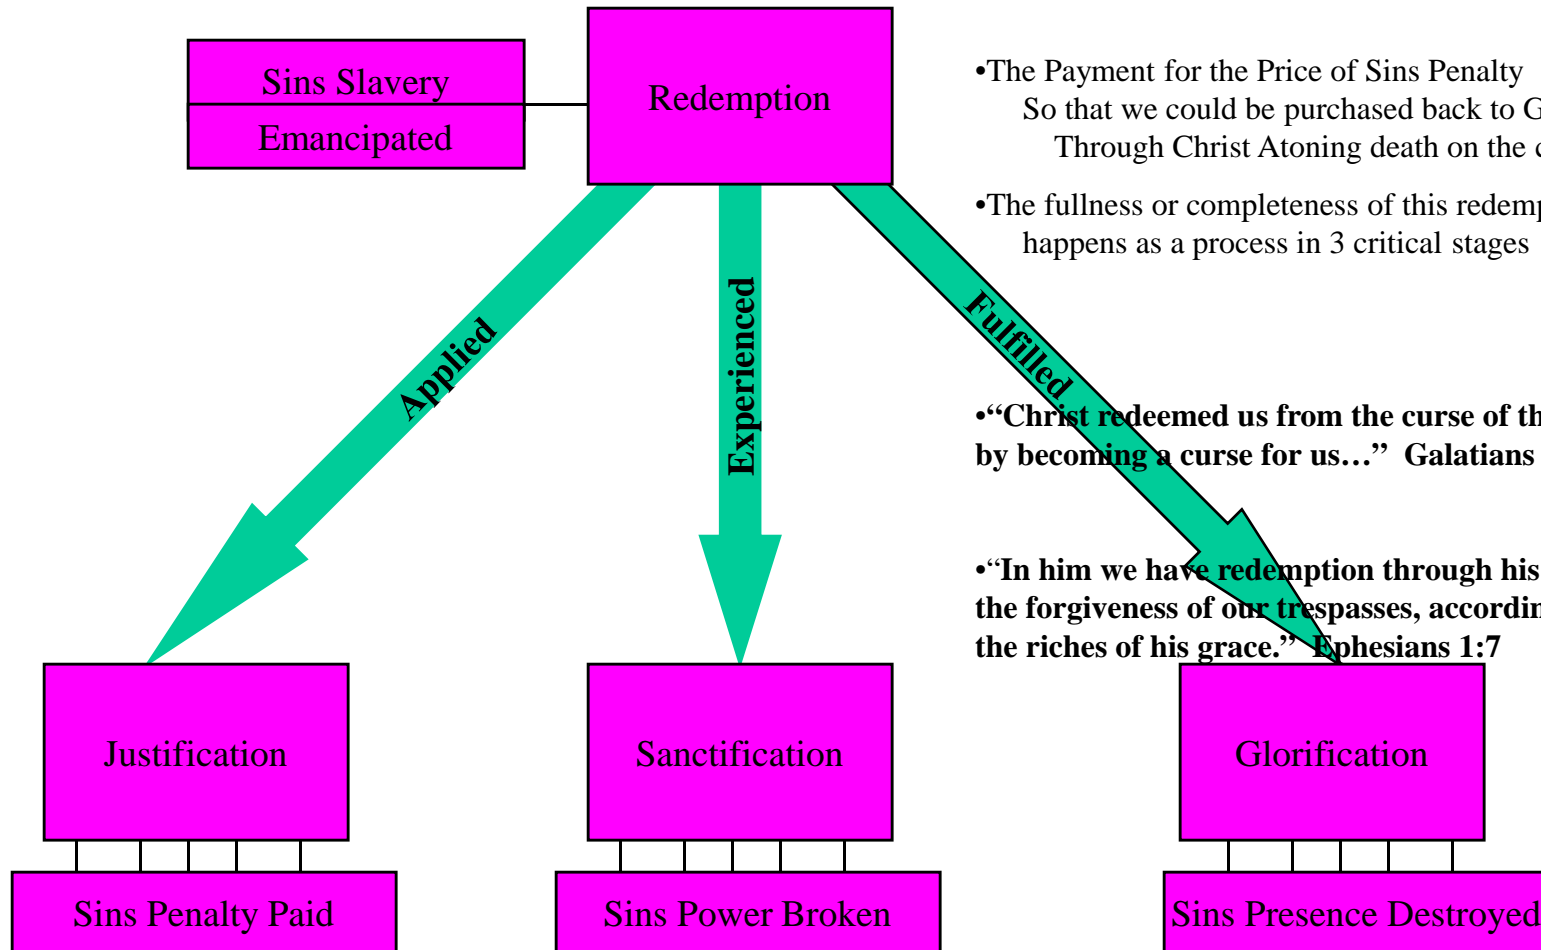 Sins Slavery
Emancipated
Redemption
•The Payment for the Price of Sins Penalty
So that we could be purchased back to G
Through Christ Atoning death on the c
•The fullness or completeness of this redemp
happens as a process in 3 critical stages
Applied
Experienced
Fulfilled
•“Christ redeemed us from the curse of th
by becoming a curse for us…” Galatians
•“In him we have redemption through his
the forgiveness of our trespasses, accordin
the riches of his grace.” Ephesians 1:7
Justification
Sanctification
Glorification
Sins Penalty Paid
Sins Power Broken
Sins Presence Destroyed